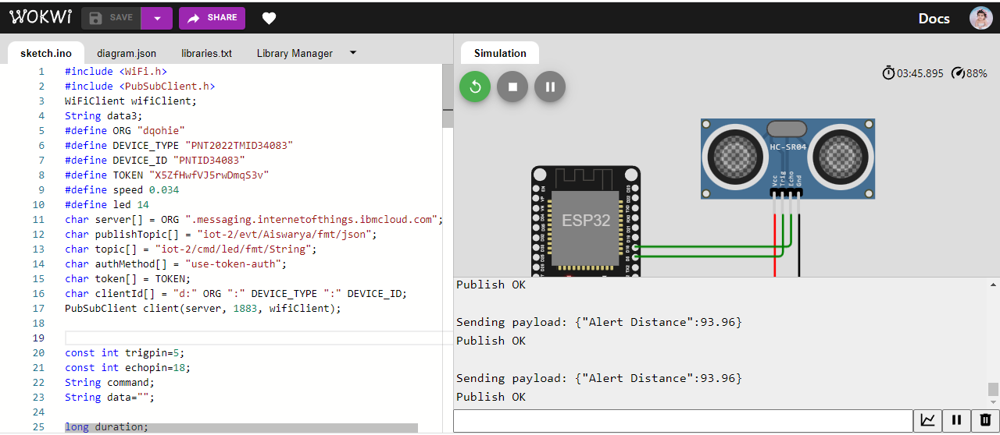 WOKWi SAVE SHARE Docs
sketch.ino diagram.json libraries.txt Library Manager
Simulation
03:45.895 88%
1 #include <WiFi.h>
2 #include <PubSubClient.h>
3 WiFiClient wifiClient;
4 String data3;
5 #define ORG "dqohie"
6 #define DEVICE_TYPE "PNT2022TMID34083"
7 #define DEVICE_ID "PNTID34083"
8 #define TOKEN "X5ZfHwfVJ5rwDmqS3v"
9 #define speed 0.034
10 #define led 14
11 char server[] = ORG ".messaging.internetofthings.ibmcloud.com";
12 char publishTopic[] = "iot-2/evt/Aiswarya/fmt/json";
13 char topic[] = "iot-2/cmd/led/fmt/String";
14 char authMethod[] = "use-token-auth";
15 char token[] = TOKEN;
16 char clientId[] = "d:" ORG ":" DEVICE_TYPE ":" DEVICE_ID;
17 PubSubClient client(server, 1883, wifiClient);
18
19
20 const int trigpin=5;
21 const int echopin=18;
22 String command;
23 String data="";
24
25 long duration;
HC-SR04
Vcc
Trig
Echo
Gnd
ESP32
Publish OK
Sending payload: {"Alert Distance":93.96}
Publish OK
Sending payload: {"Alert Distance":93.96}
Publish OK